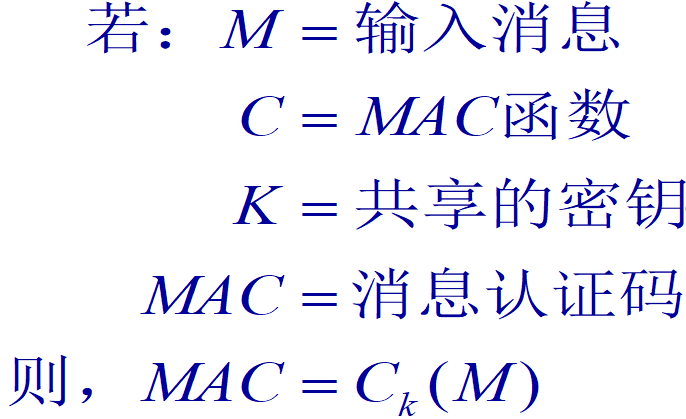 若：M = 输入消息
C = MAC函数
K = 共享的密钥
MAC = 消息认证码
则，MAC = Cₖ(M)